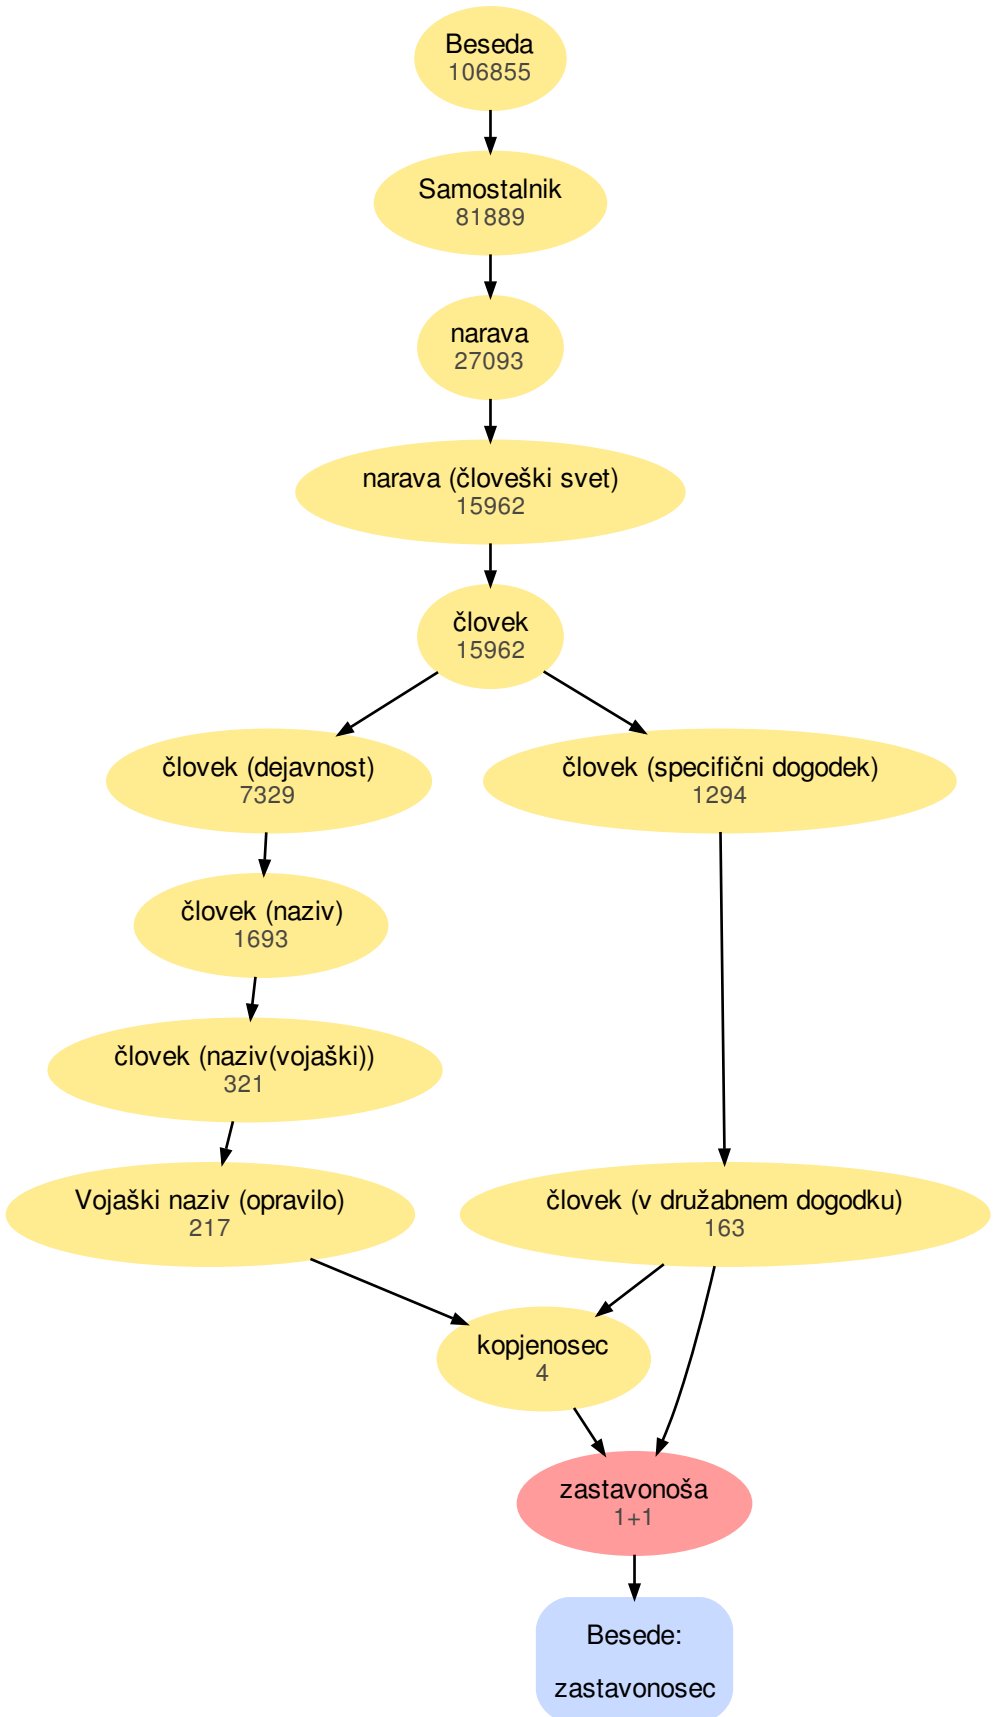 Beseda
106855
Samostalnik
81889
narava
27093
narava (človeški svet)
15962
človek
15962
človek (dejavnost)
7329
človek (specifični dogodek)
1294
človek (naziv)
1693
človek (naziv(vojaški))
321
Vojaški naziv (opravilo)
217
človek (v družabnem dogodku)
163
kopjenosec
4
zastavonoša
1+1
Besede:
zastavonosec